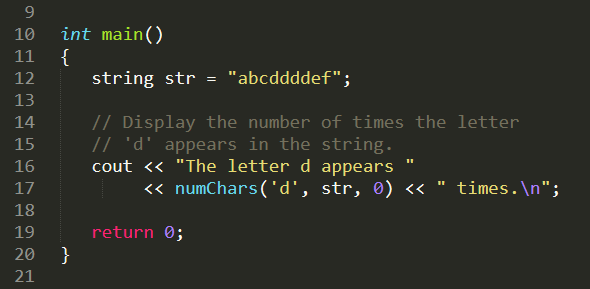 9
10 int main()
11 {
12 string str = "abcddddef";
13
14 // Display the number of times the letter
15 // 'd' appears in the string.
16 cout << "The letter d appears "
17 << numChars('d', str, 0) << " times.\n";
18
19 return 0;
20 }
21